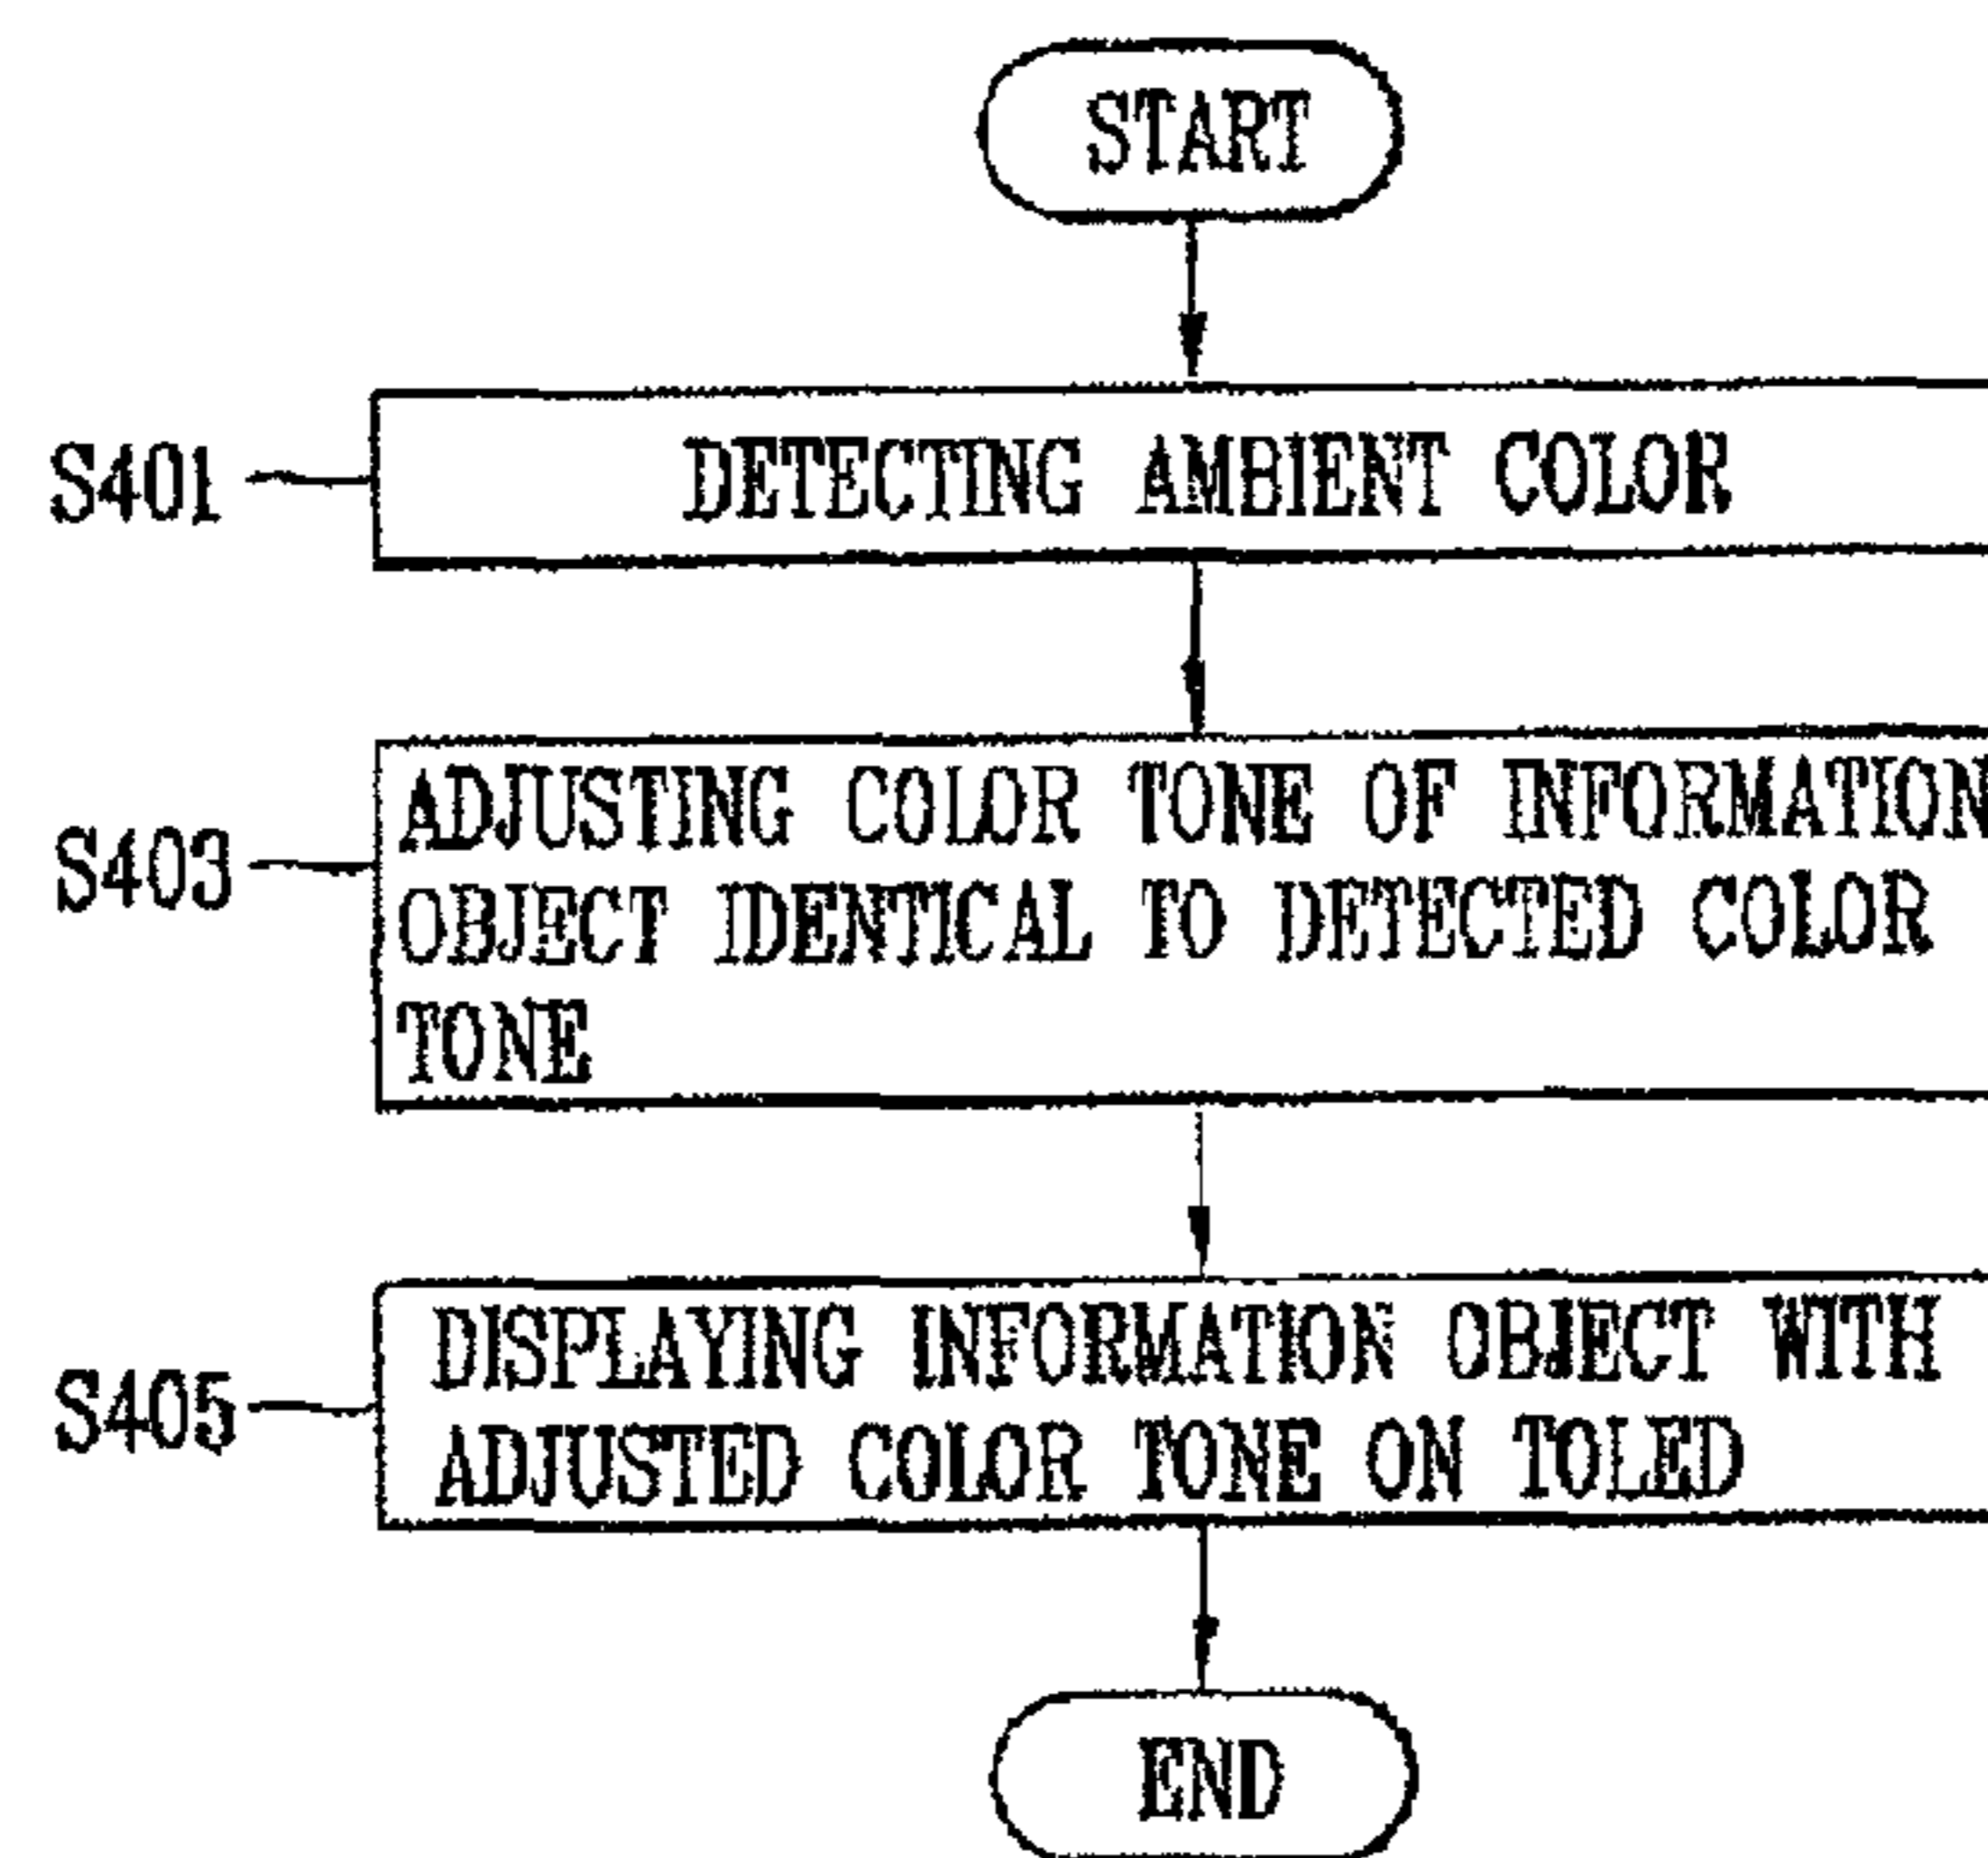 START
S401
DETECTING AMBIENT COLOR
S403
ADJUSTING COLOR TONE OF INFORMATION
OBJECT IDENTICAL TO DETECTED COLOR
TONE
S405
DISPLAYING INFORMATION OBJECT WITH
ADJUSTED COLOR TONE ON TOLED
END